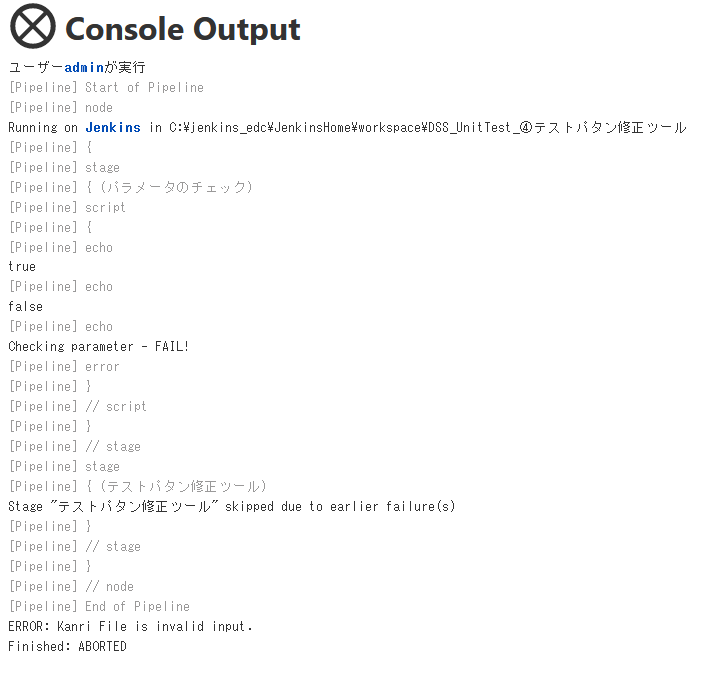 Console Output
ユーザーadminが実行
[Pipeline] Start of Pipeline
[Pipeline] node
Running on Jenkins in C:¥jenkins_edc¥JenkinsHome¥workspace¥DSS_UnitTest_④テストパタン修正ツール
[Pipeline] {
[Pipeline] stage
[Pipeline] { (パラメータのチェック)
[Pipeline] script
[Pipeline] {
[Pipeline] echo
true
[Pipeline] echo
false
[Pipeline] echo
Checking parameter - FAIL!
[Pipeline] error
[Pipeline] }
[Pipeline] // script
[Pipeline] }
[Pipeline] // stage
[Pipeline] stage
[Pipeline] { (テストパタン修正ツール)
Stage "テストパタン修正ツール" skipped due to earlier failure(s)
[Pipeline] }
[Pipeline] // stage
[Pipeline] }
[Pipeline] // node
[Pipeline] End of Pipeline
ERROR: Kanri File is invalid input.
Finished: ABORTED